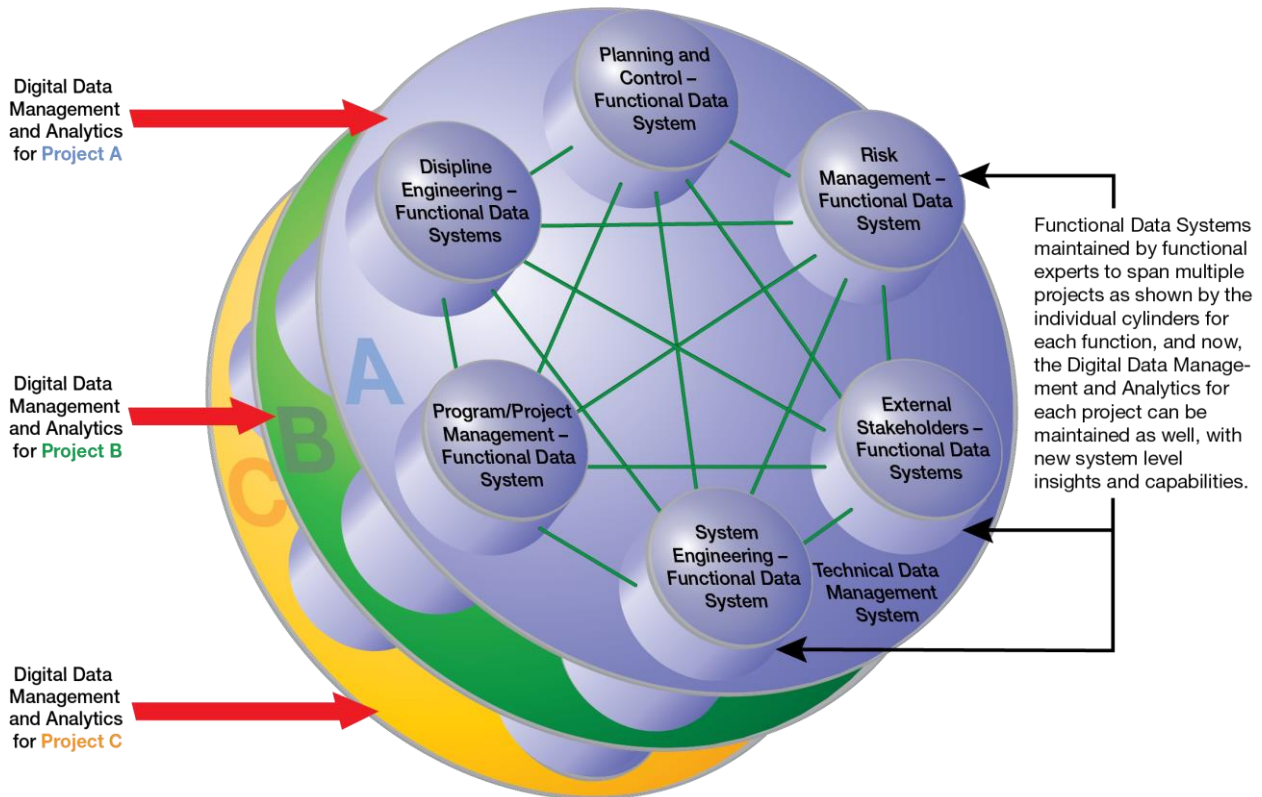 Digital Data
Management
and Analytics
for Project A
Digital Data
Management
and Analytics
for Project B
Digital Data
Management
and Analytics
for Project C
Planning and
Control –
Functional Data
System
Disipline
Engineering –
Functional Data
Systems
Risk
Management –
Functional Data
System
A
B
C
Program/Project
Management –
Functional Data
System
External
Stakeholders –
Functional Data
Systems
System
Engineering –
Functional Data
System
Technical Data
Management
System
Functional Data Systems
maintained by functional
experts to span multiple
projects as shown by the
individual cylinders for
each function, and now,
the Digital Data Manage-
ment and Analytics for
each project can be
maintained as well, with
new system level
insights and capabilities.